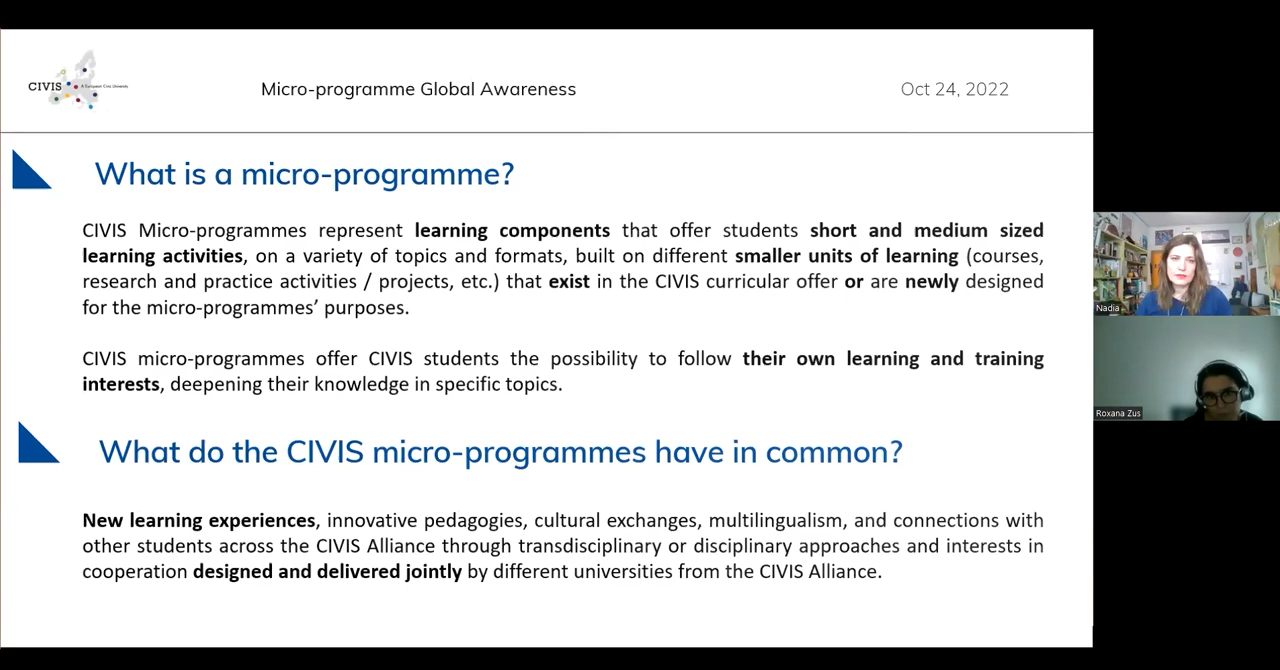 CIVIS
A European Civic University
Micro-programme Global Awareness
Oct 24, 2022
What is a micro-programme?
CIVIS Micro-programmes represent learning components that offer students short and medium sized
learning activities, on a variety of topics and formats, built on different smaller units of learning (courses,
research and practice activities / projects, etc.) that exist in the CIVIS curricular offer or are newly designed
for the micro-programmes’ purposes.
CIVIS micro-programmes offer CIVIS students the possibility to follow their own learning and training
interests, deepening their knowledge in specific topics.
What do the CIVIS micro-programmes have in common?
New learning experiences, innovative pedagogies, cultural exchanges, multilingualism, and connections with
other students across the CIVIS Alliance through transdisciplinary or disciplinary approaches and interests in
cooperation designed and delivered jointly by different universities from the CIVIS Alliance.
Nadia
Roxana Zus